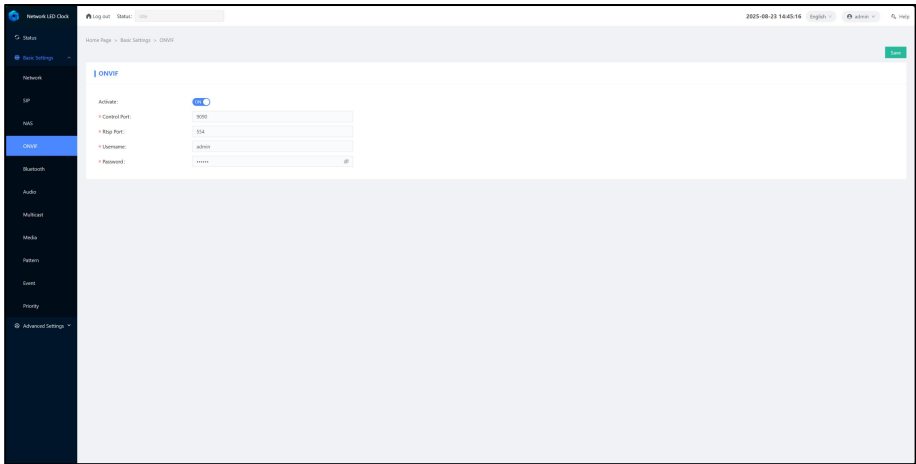 Network LED Clock
Log out Status: Idle
2025-08-23 14:45:16 English admin Help
Status
Home Page > Basic Settings > ONVIF
Basic Settings
Save
ONVIF
Network
SIP
NAS
ONVIF
Bluetooth
Audio
Multicast
Media
Pattern
Event
Priority
Advanced Settings
Activate: ON
* Control Port: 9090
* Rtsp Port: 554
* Username: admin
* Password: ••••••